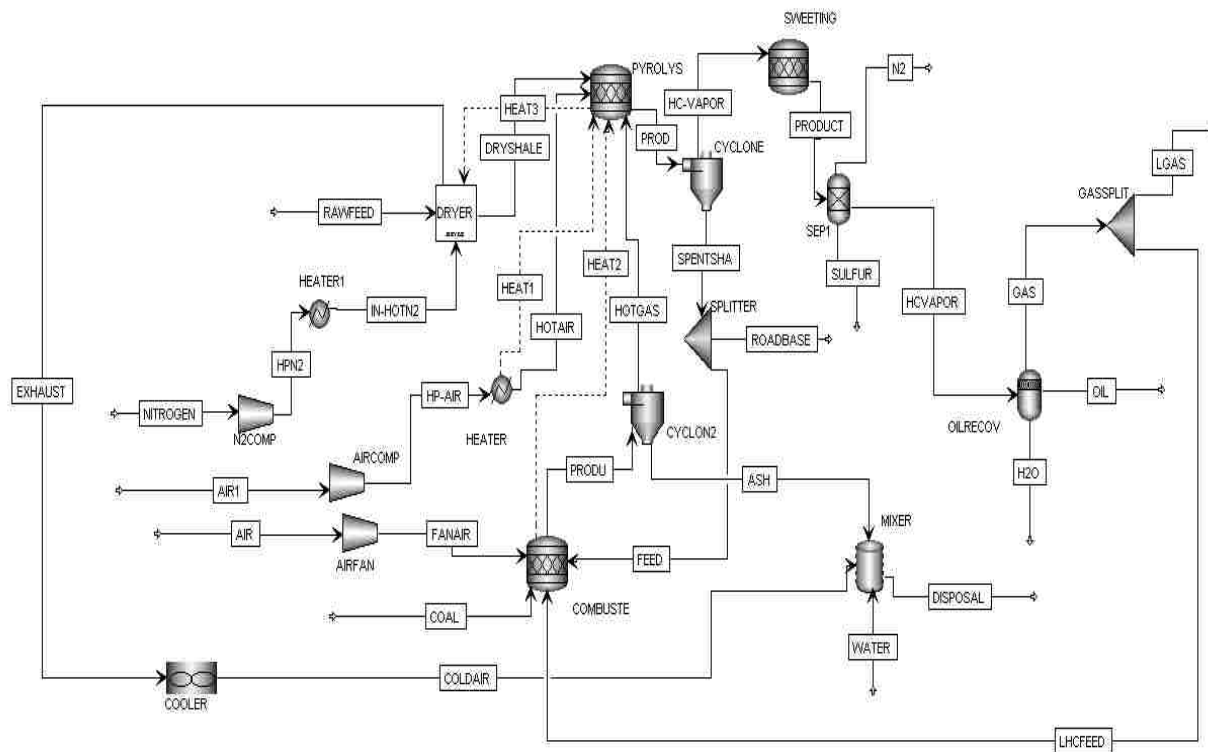 SWEETING
N2
PYROLYS
HC-VAPOR
HEAT3
PROD
PRODUCT
LGAS
DRYSHALE
CYCLONE
GASSPLIT
RAWFEED
DRYER
SEP1
HEAT2
SPENTSHA
SULFUR
HEATER1
HEAT1
HCVAPOR
GAS
IN-HOTN2
HOTAIR
HOTGAS
SPLITTER
ROADBASE
HPN2
EXHAUST
HP-AIR
OIL
NITROGEN
N2COMP
HEATER
CYCLON2
OILRECOV
AIRCOMP
PRODU
H2O
AIR1
ASH
MIXER
AIR
FANAIR
FEED
AIRFAN
COMBUSTE
DISPOSAL
COAL
WATER
COLDAIR
COOLER
LHCFEED